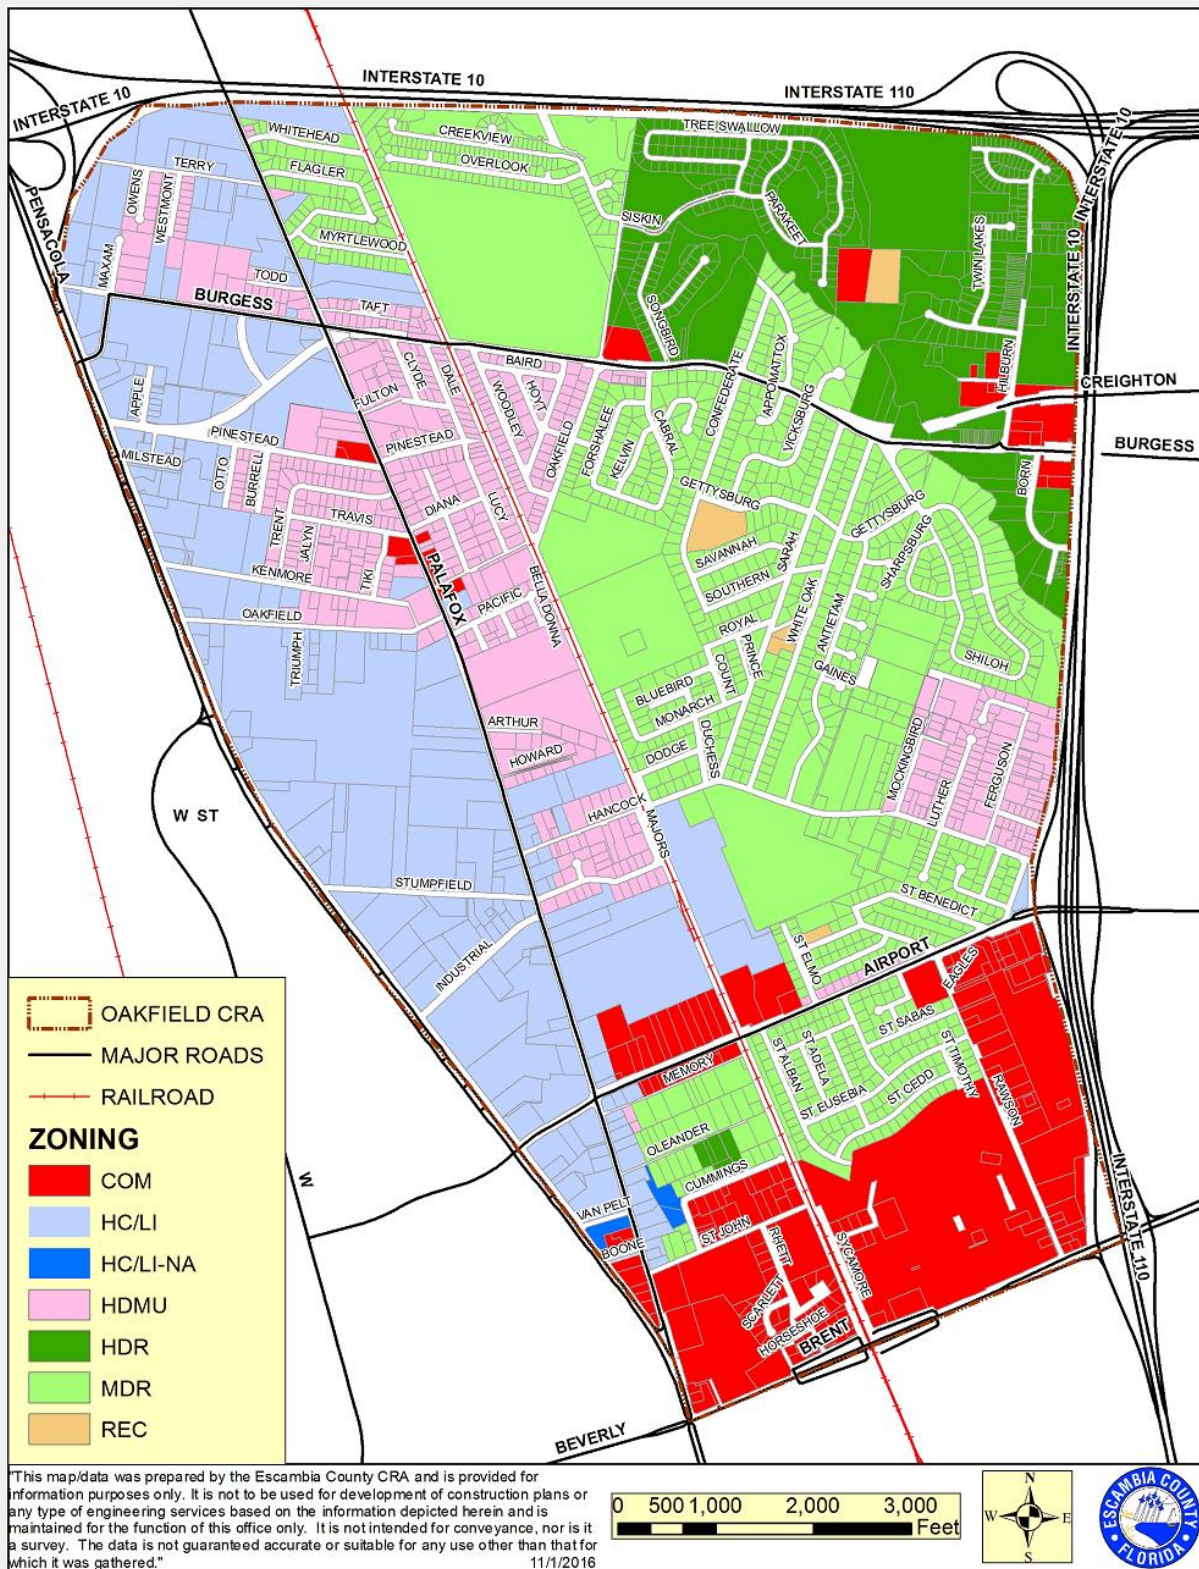 INTERSTATE 10
INTERSTATE 110
INTERSTATE 10
INTERSTATE 10
INTERSTATE 10
WHITEHEAD
CREEKVIEW
TREE SWALLOW
OVERLOOK
TERRY
FLAGLER
OWENS
WESTMONT
PENSACOLA
PARAKEET
SISKIN
MYRTLEWOOD
MAXAM
TWIN LAKES
TODD
BURGESS
TAFT
SONGBIRD
CONFEDERATE
APPOMATTOX
HILBURN
BAIRD
CLYDE
DALE
CREIGHTON
APPLE
FULTON
WOODLEY
HOYT
VICKSBURG
PINESTEAD
PINESTEAD
OAKFIELD
FORSHALEE
KELVIN
CABRAL
BURGESS
MILSTEAD
OTTO
BURRELL
BORN
GETTYSBURG
GETTYSBURG
DIANA
LUCY
TRENT
TRAVIS
JALYN
SAVANNAH
SARAH
SHARPSBURG
KENMORE
TIKI
PALAFOX
BELLA DONNA
SOUTHERN
OAKFIELD
PACIFIC
WHITE OAK
ANTIETAM
ROYAL
TRIUMPH
PRINCE
COUNT
SHILOH
GAINES
BLUEBIRD
MONARCH
ARTHUR
DUCHESS
MOCKINGBIRD
HOWARD
DODGE
FERGUSON
LUTHER
W ST
HANCOCK
MAJORS
STUMPFIELD
ST BENEDICT
INDUSTRIAL
ST ELMO
AIRPORT
EAGLES
ST SABAS
ST ALBAN
ST ADELA
ST TIMOTHY
MEMORY
RAWSON
ST EUSEBIA
ST CEDD
OLEANDER
CUMMINGS
W
VAN PELT
INTERSTATE 110
BOONE
ST JOHN
RHETT
SYCAMORE
SCARLETT
HORSESHOE
BRENT
BEVERLY
OAKFIELD CRA
MAJOR ROADS
RAILROAD
ZONING
COM
HC/LI
HC/LI-NA
HDMU
HDR
MDR
REC
"This map/data was prepared by the Escambia County CRA and is provided for
information purposes only. It is not to be used for development of construction plans or
any type of engineering services based on the information depicted herein and is
maintained for the function of this office only. It is not intended for conveyance, nor is it
a survey. The data is not guaranteed accurate or suitable for any use other than that for
which it was gathered." 11/1/2016
0 500 1,000 2,000 3,000
Feet
N
W E
S
ESCAMBIA COUNTY
FLORIDA